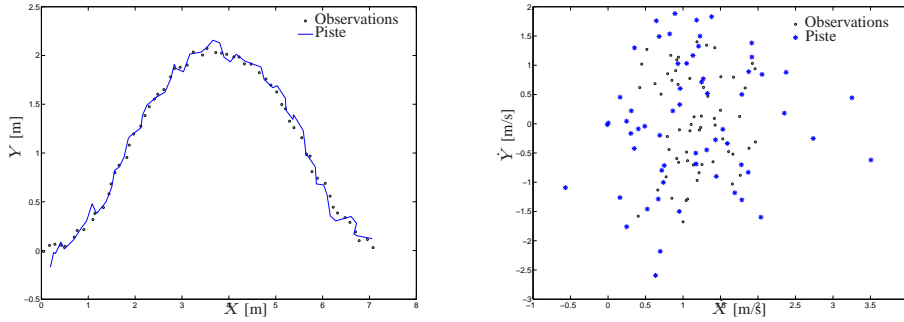 2.5
2
1.5
1
0.5
0
-0.5
0 1 2 3 4 5 6 7 8
Y [m]
X [m]
Observations
Piste
2
1.5
1
0.5
0
-0.5
-1
-1.5
-2
-2.5
-3
-1 -0.5 0 0.5 1 1.5 2 2.5 3 3.5
Ẏ [m/s]
Ẋ [m/s]
Observations
Piste